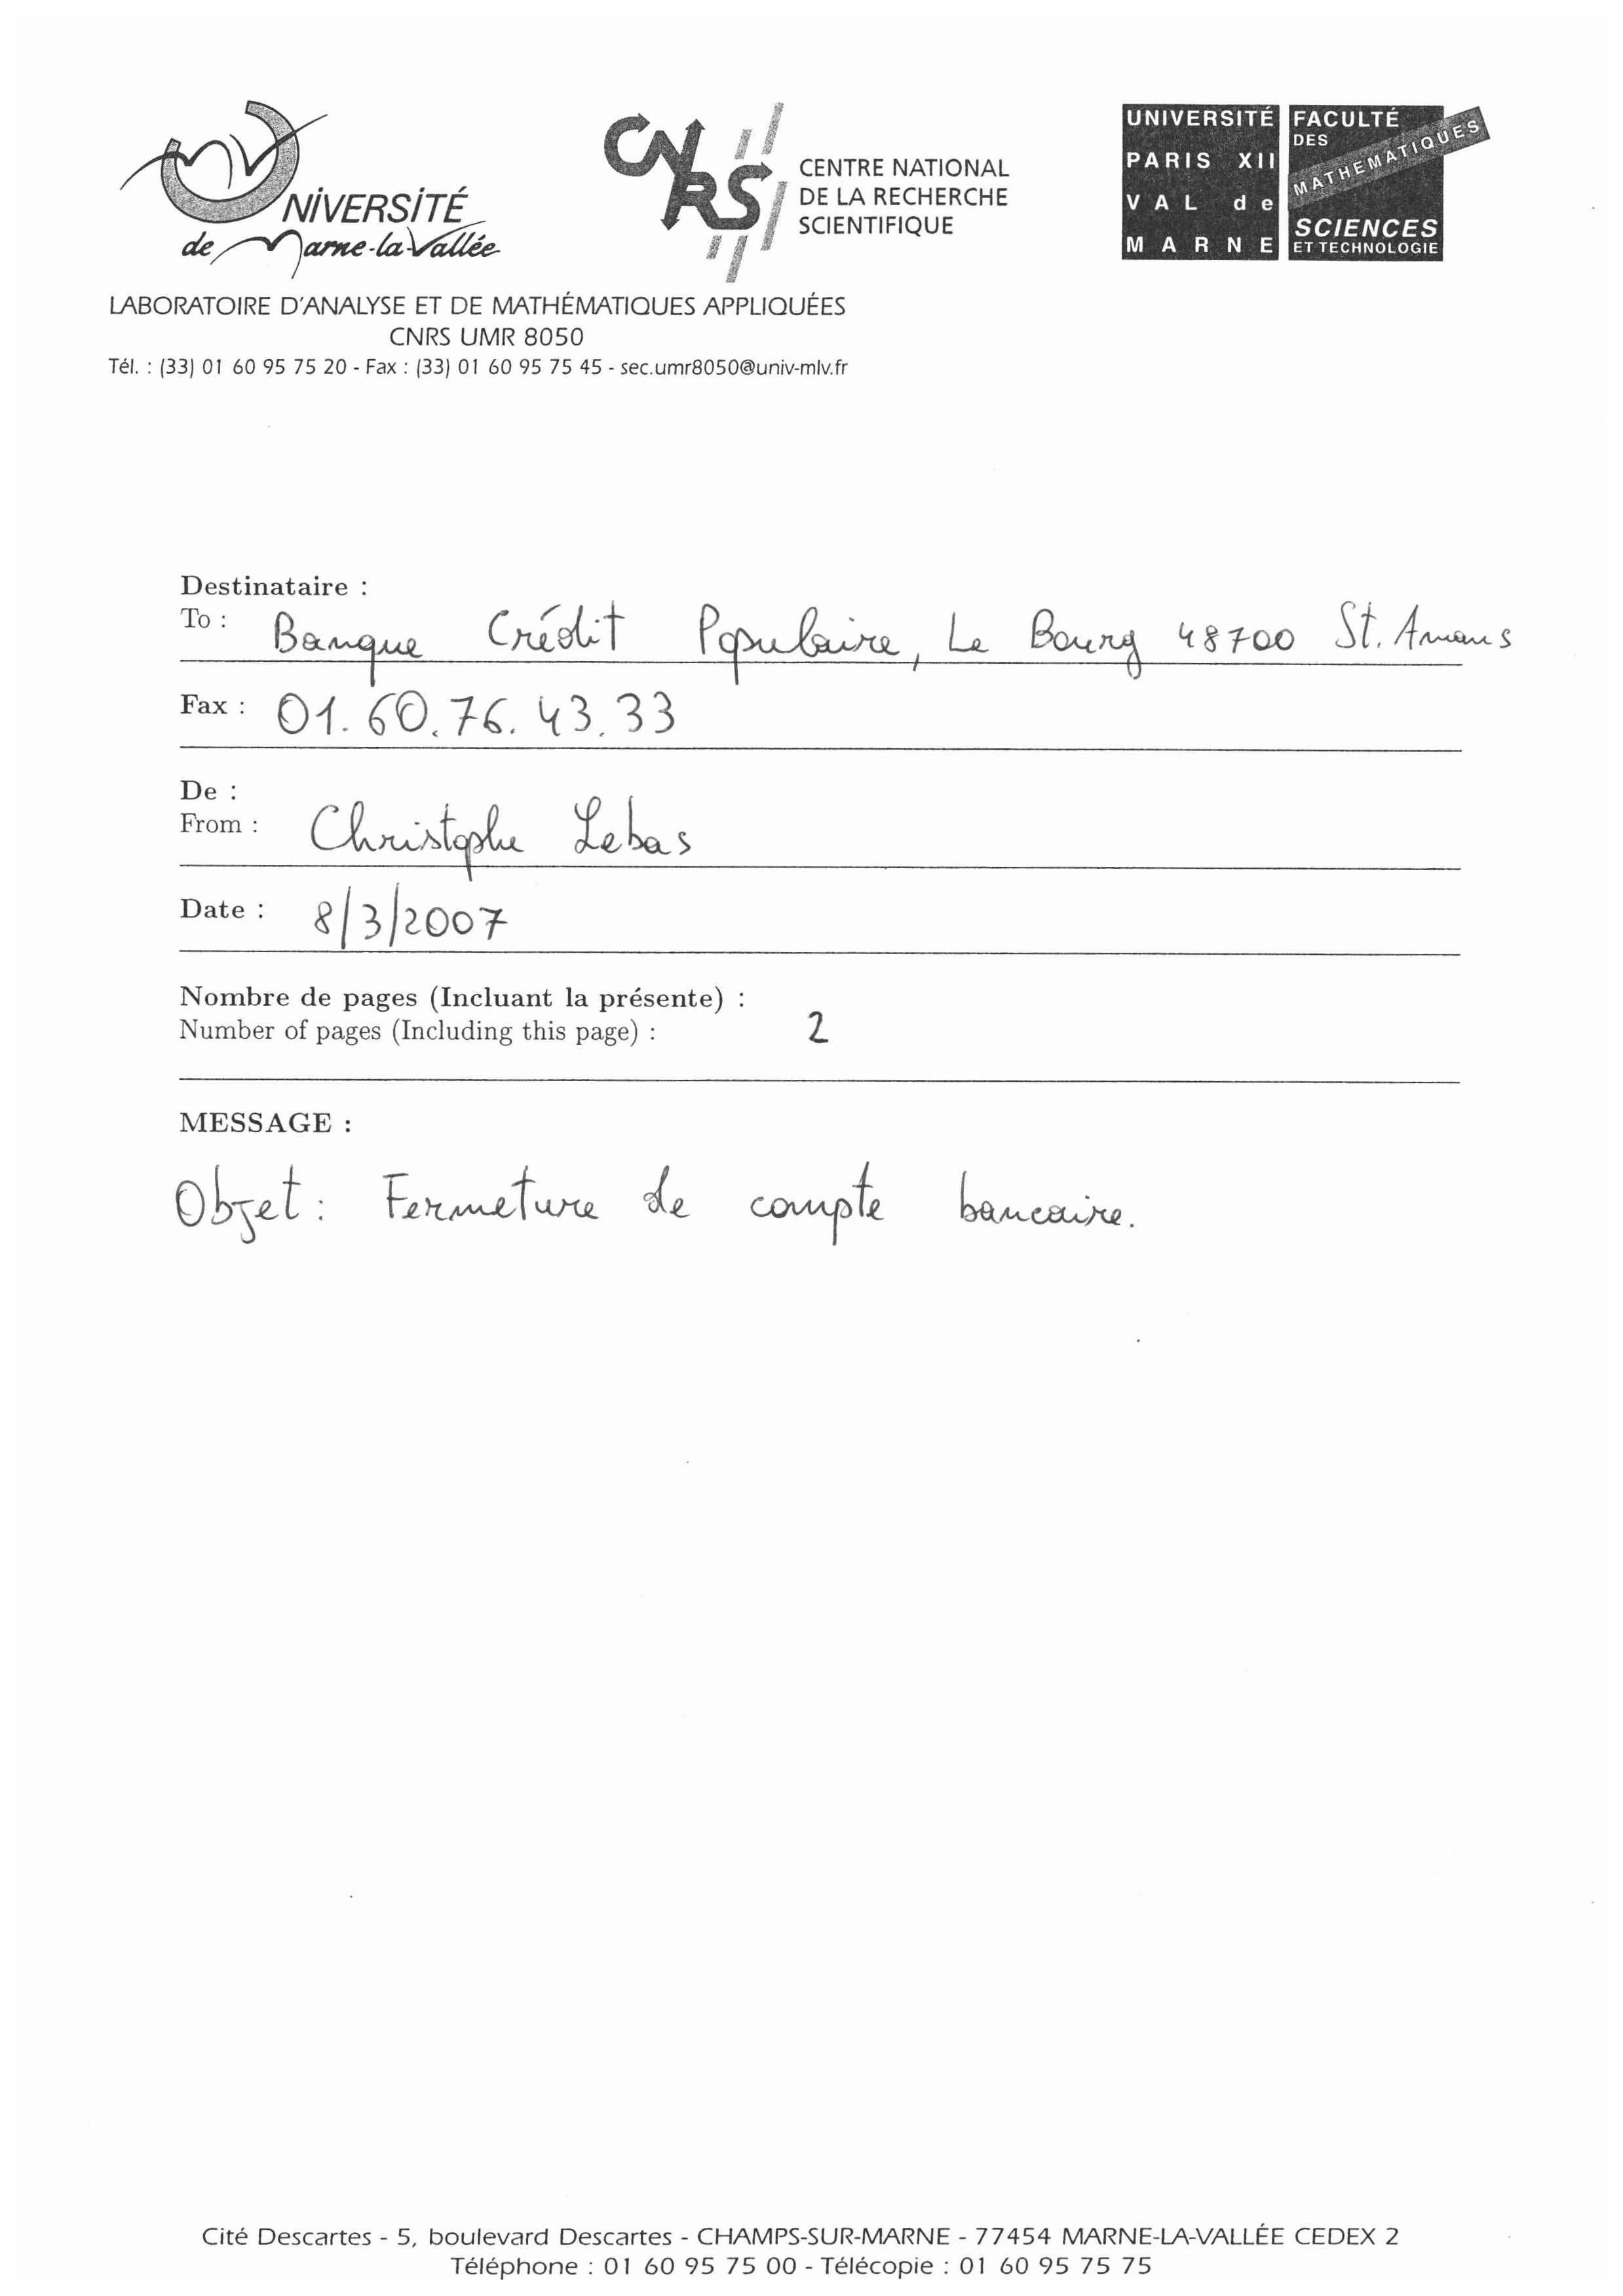 UNIVERSITÉ
de Marne-la-Vallée
CNRS
CENTRE NATIONAL
DE LA RECHERCHE
SCIENTIFIQUE
UNIVERSITÉ
PARIS XII
VAL de
MARNE
FACULTÉ
DES
MATHEMATIQUES
SCIENCES
ET TECHNOLOGIE
LABORATOIRE D'ANALYSE ET DE MATHÉMATIQUES APPLIQUÉES
CNRS UMR 8050
Tél. : (33) 01 60 95 75 20 - Fax : (33) 01 60 95 75 45 - sec.umr8050@univ-mlv.fr
Destinataire :
To : Banque Crédit Populaire, Le Bourg 48700 St. Amans
Fax : 01.60.76.43.33
De :
From : Christophe Lebas
Date : 8/3/2007
Nombre de pages (Incluant la présente) :
Number of pages (Including this page) : 2
MESSAGE :
Objet : Fermeture de compte bancaire.
Cité Descartes - 5, boulevard Descartes - CHAMPS-SUR-MARNE - 77454 MARNE-LA-VALLÉE CEDEX 2
Téléphone : 01 60 95 75 00 - Télécopie : 01 60 95 75 75